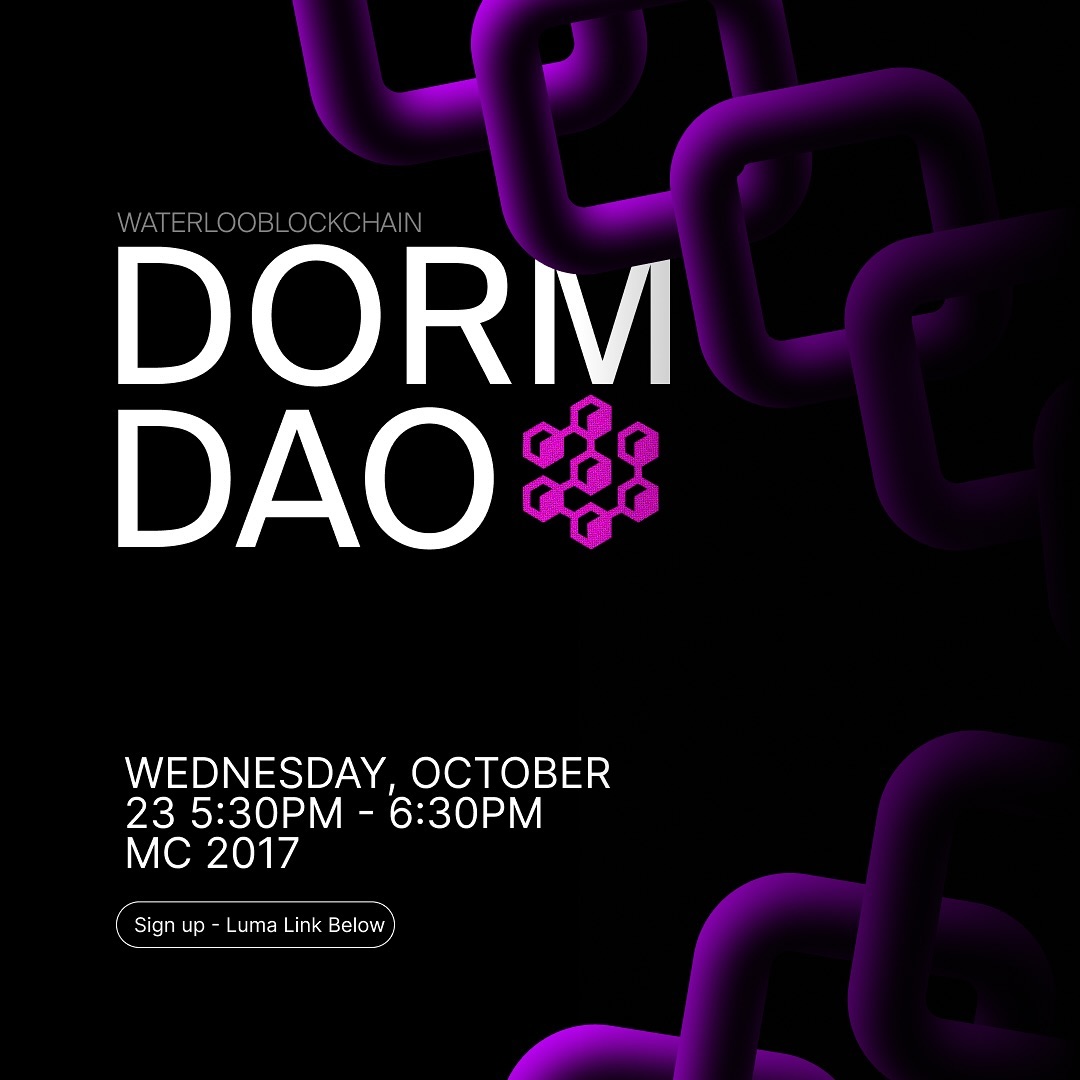 WATERLOOBLOCKCHAIN
DORM
DAO
WEDNESDAY, OCTOBER
23 5:30PM - 6:30PM
MC 2017
Sign up - Luma Link Below